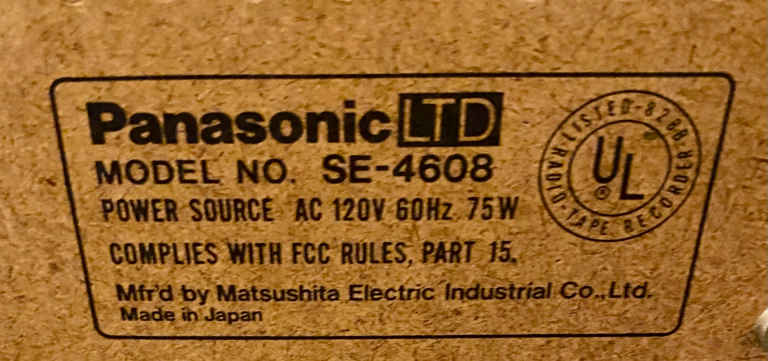 Panasonic LTD
MODEL NO. SE-4608
POWER SOURCE AC 120V 60Hz 75W
COMPLIES WITH FCC RULES, PART 15.
Mfr'd by Matsushita Electric Industrial Co.,Ltd.
Made in Japan
RADIO-TAPE RECORDER
LISTED-828B
UL®